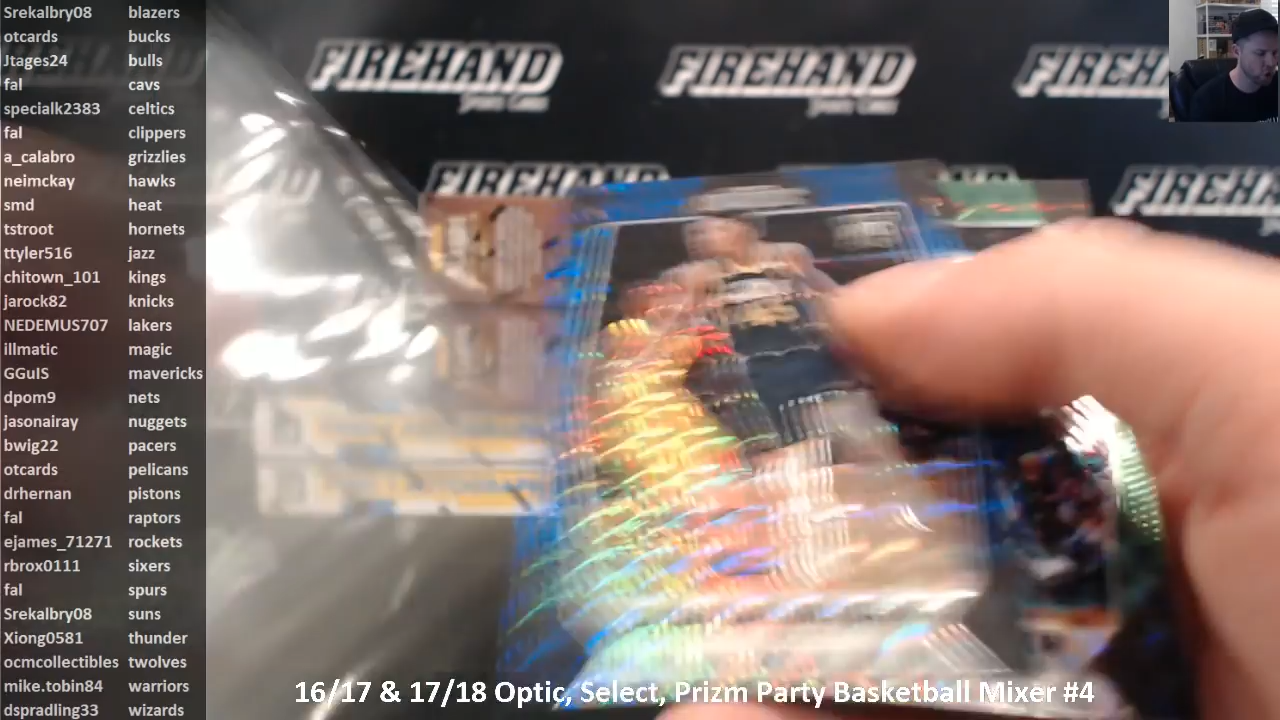 Srekalbry08 blazers
otcards bucks
Jtages24 bulls
fal cavs
specialk2383 celtics
fal clippers
a_calabro grizzlies
neimckay hawks
smd heat
tstroot hornets
ttyler516 jazz
chitown_101 kings
jarock82 knicks
NEDEMUS707 lakers
illmatic magic
GGuIS mavericks
dpom9 nets
jasonairay nuggets
bwig22 pacers
otcards pelicans
drhernan pistons
fal raptors
ejames_71271 rockets
rbrox0111 sixers
fal spurs
Srekalbry08 suns
Xiong0581 thunder
ocmcollectibles twolves
mike.tobin84 warriors
dspradling33 wizards
FIREHAND FIREHAND FIREHAND
FIREHAND FIREHA
16/17 & 17/18 Optic, Select, Prizm Party Basketball Mixer #4